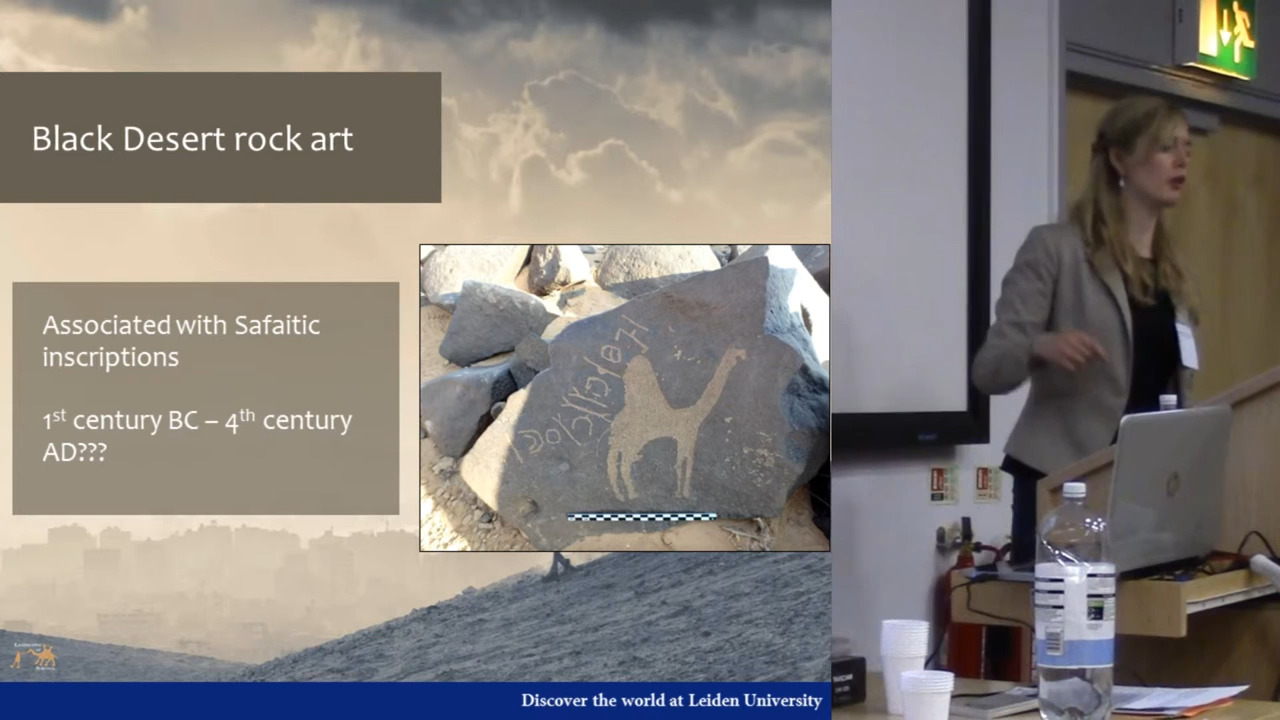 Black Desert rock art
Associated with Safaitic
inscriptions
1st century BC – 4th century
AD???
Discover the world at Leiden University